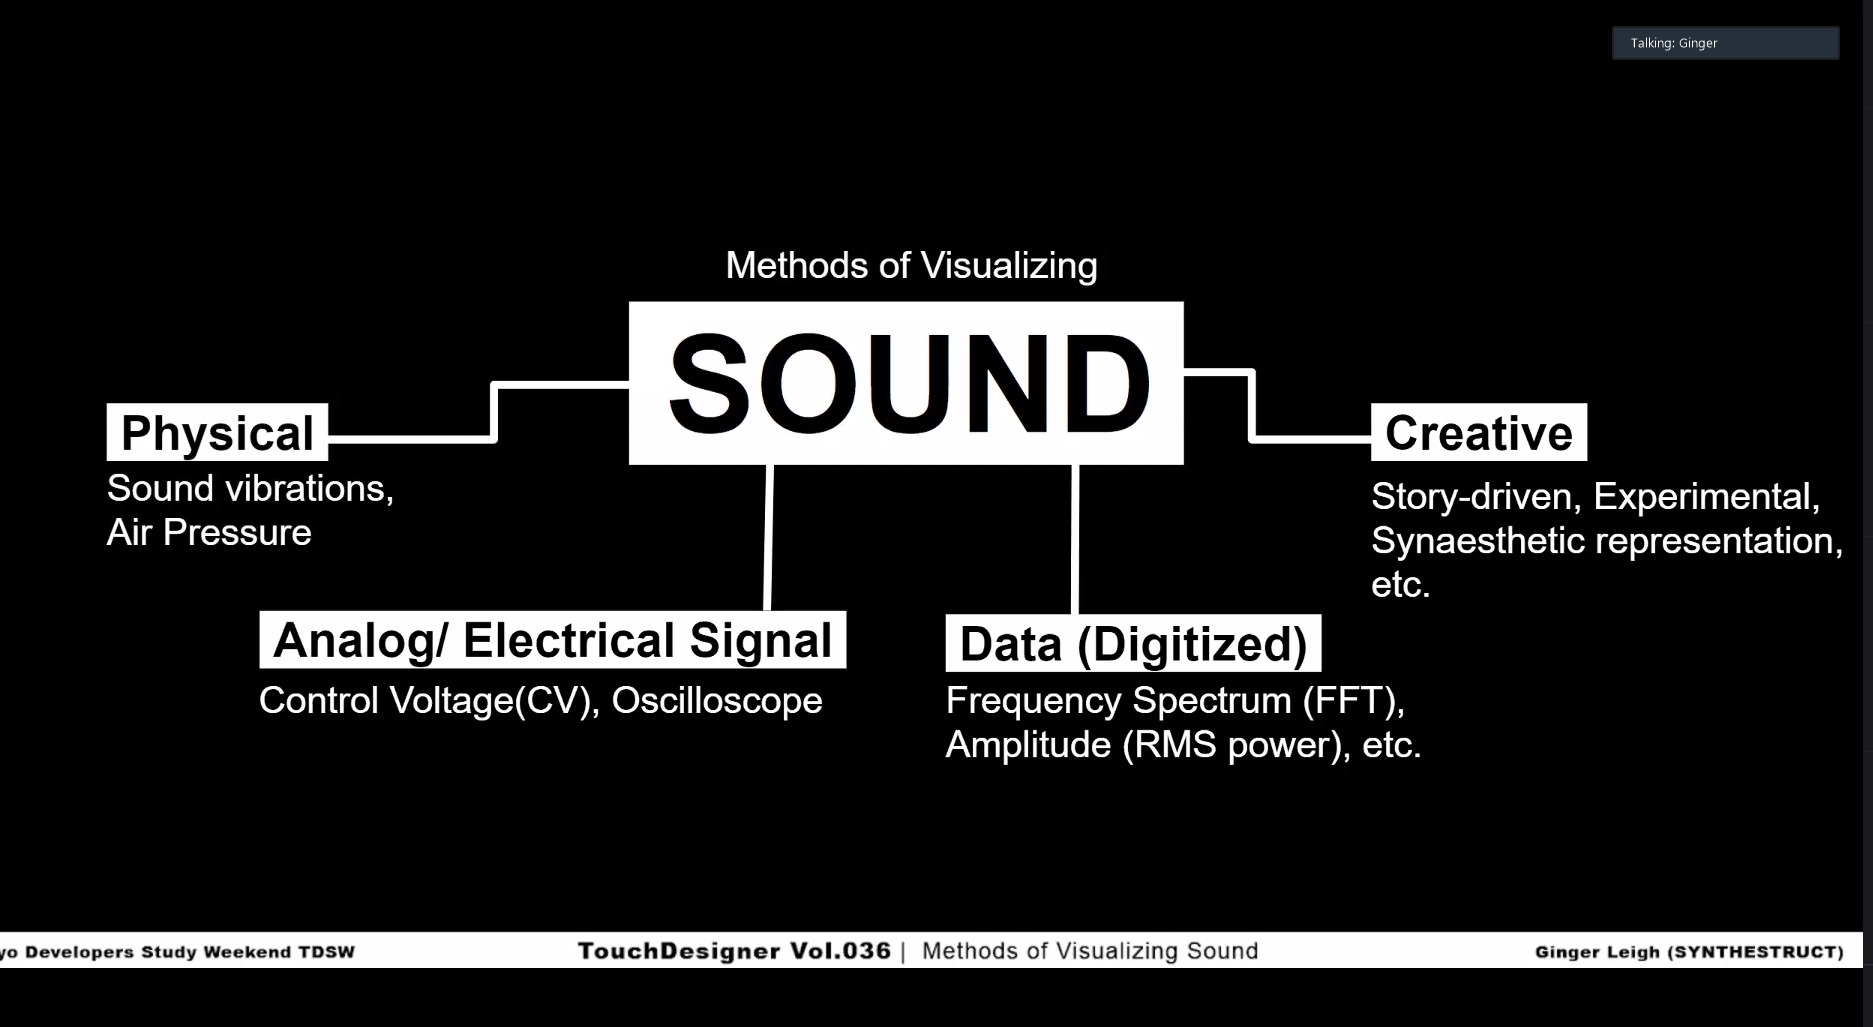 Talking: Ginger
Methods of Visualizing
SOUND
Physical
Sound vibrations,
Air Pressure
Creative
Story-driven, Experimental,
Synaesthetic representation,
etc.
Analog/ Electrical Signal
Control Voltage(CV), Oscilloscope
Data (Digitized)
Frequency Spectrum (FFT),
Amplitude (RMS power), etc.
yo Developers Study Weekend TDSW
TouchDesigner Vol.036 | Methods of Visualizing Sound
Ginger Leigh (SYNTHESTRUCT)